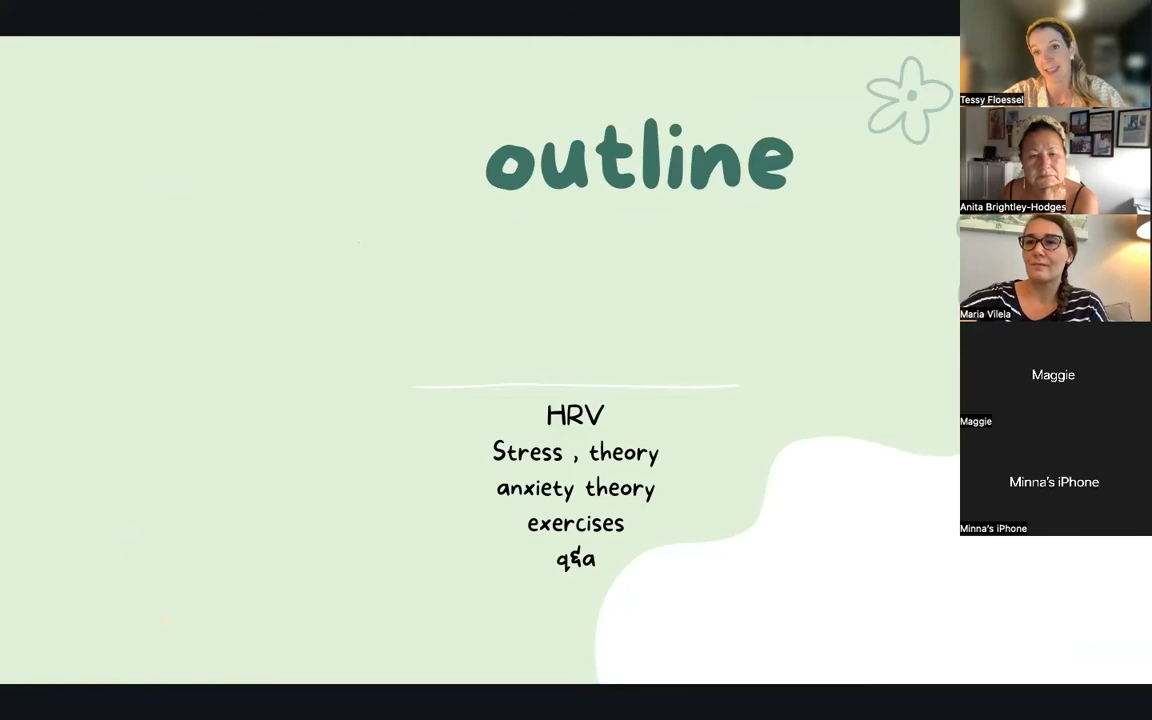 outline
HRV
Stress , theory
anxiety theory
exercises
q&a
Tessy Floessel
Anita Brightley-Hodges
Maria Vilela
Maggie
Maggie
Minna's iPhone
Minna's iPhone